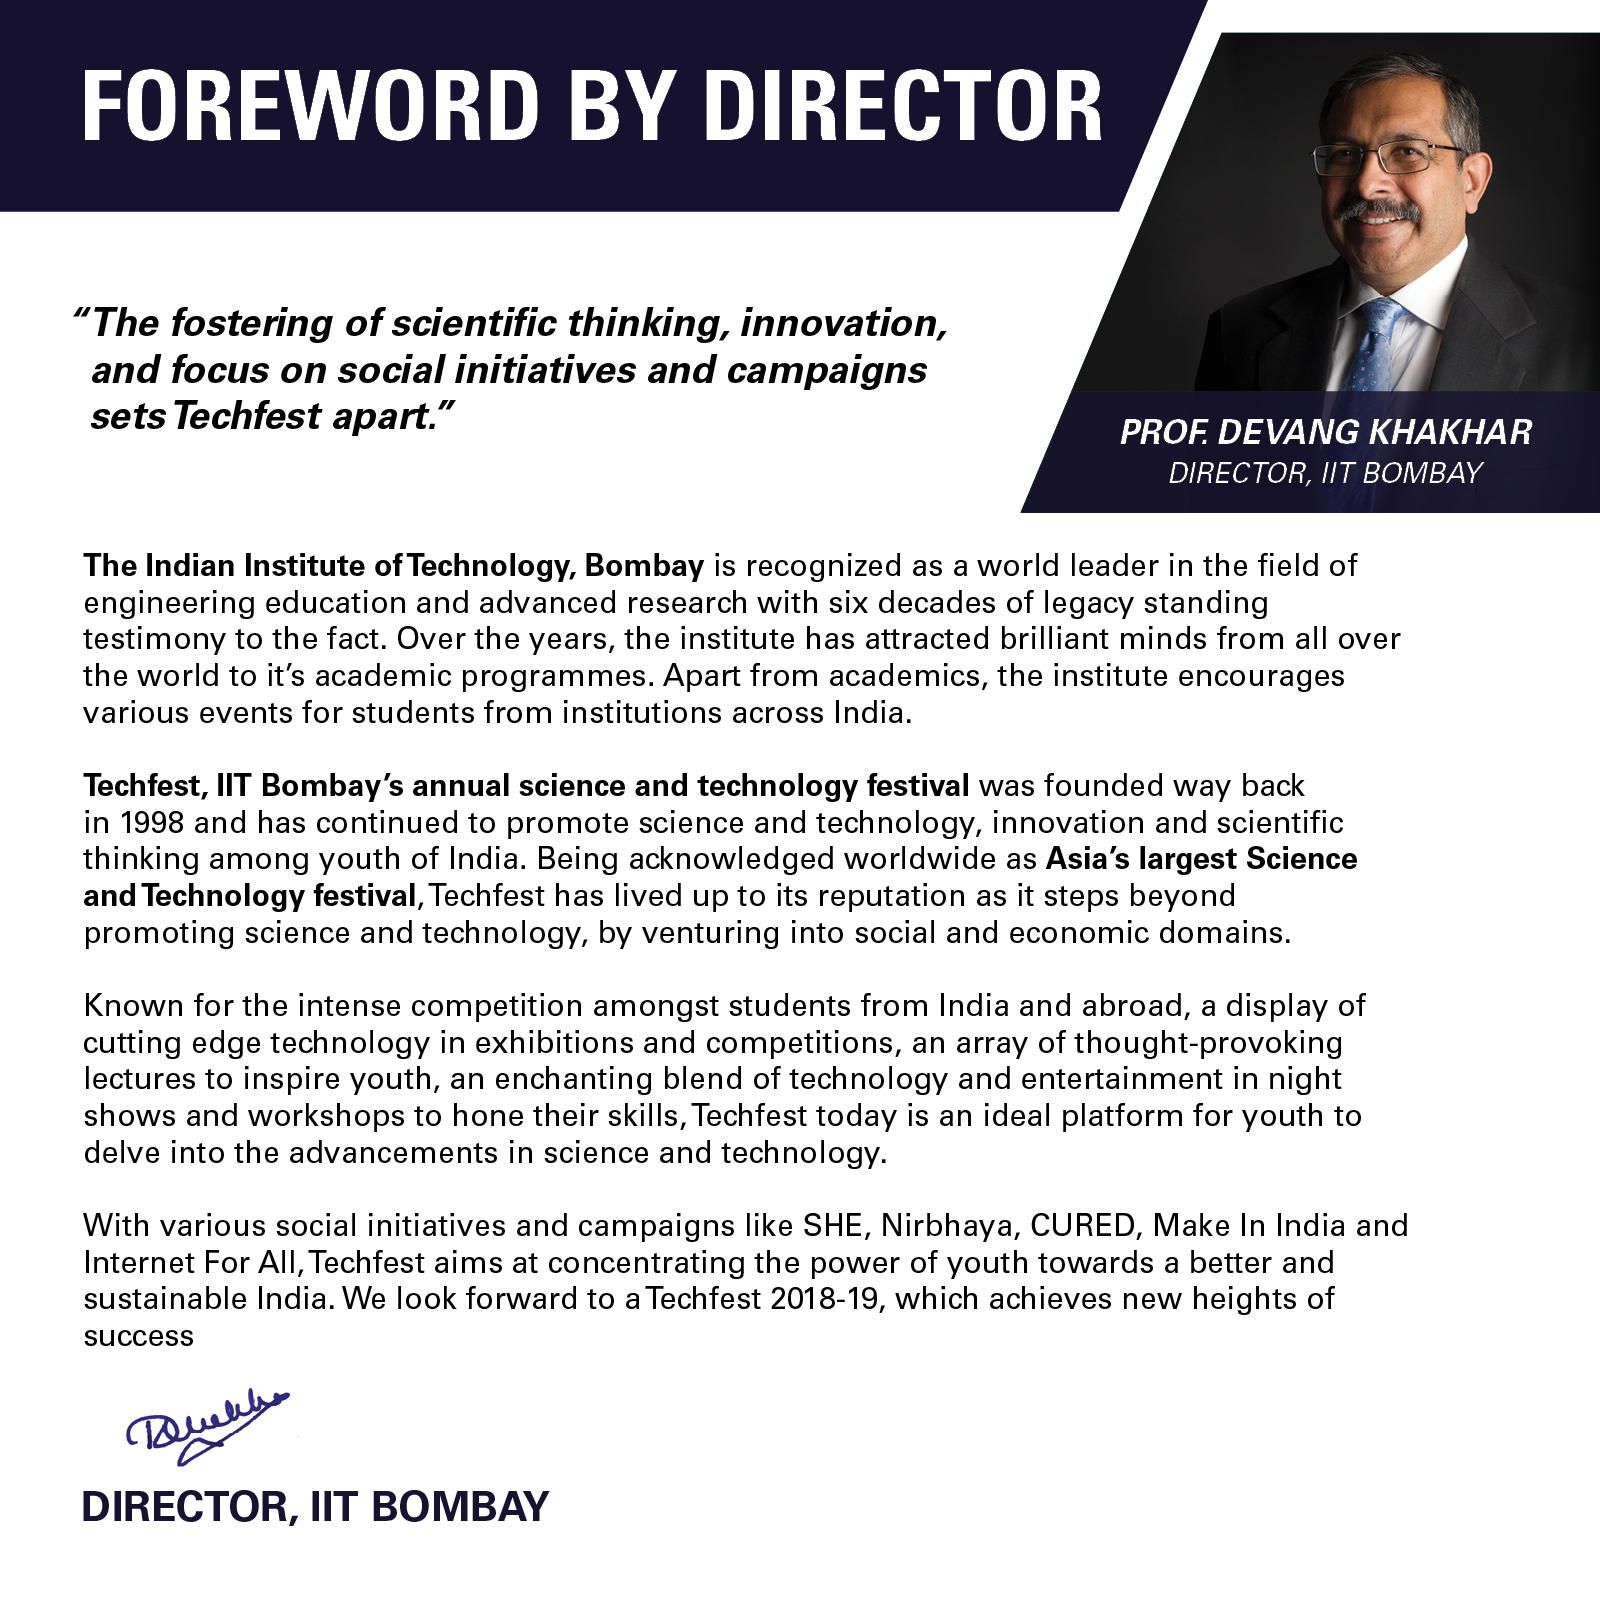 FOREWORD BY DIRECTOR
“The fostering of scientific thinking, innovation,
and focus on social initiatives and campaigns
sets Techfest apart.”
PROF. DEVANG KHAKHAR
DIRECTOR, IIT BOMBAY
The Indian Institute of Technology, Bombay is recognized as a world leader in the field of
engineering education and advanced research with six decades of legacy standing
testimony to the fact. Over the years, the institute has attracted brilliant minds from all over
the world to it’s academic programmes. Apart from academics, the institute encourages
various events for students from institutions across India.
Techfest, IIT Bombay’s annual science and technology festival was founded way back
in 1998 and has continued to promote science and technology, innovation and scientific
thinking among youth of India. Being acknowledged worldwide as Asia’s largest Science
and Technology festival, Techfest has lived up to its reputation as it steps beyond
promoting science and technology, by venturing into social and economic domains.
Known for the intense competition amongst students from India and abroad, a display of
cutting edge technology in exhibitions and competitions, an array of thought-provoking
lectures to inspire youth, an enchanting blend of technology and entertainment in night
shows and workshops to hone their skills, Techfest today is an ideal platform for youth to
delve into the advancements in science and technology.
With various social initiatives and campaigns like SHE, Nirbhaya, CURED, Make In India and
Internet For All, Techfest aims at concentrating the power of youth towards a better and
sustainable India. We look forward to a Techfest 2018-19, which achieves new heights of
success
DIRECTOR, IIT BOMBAY